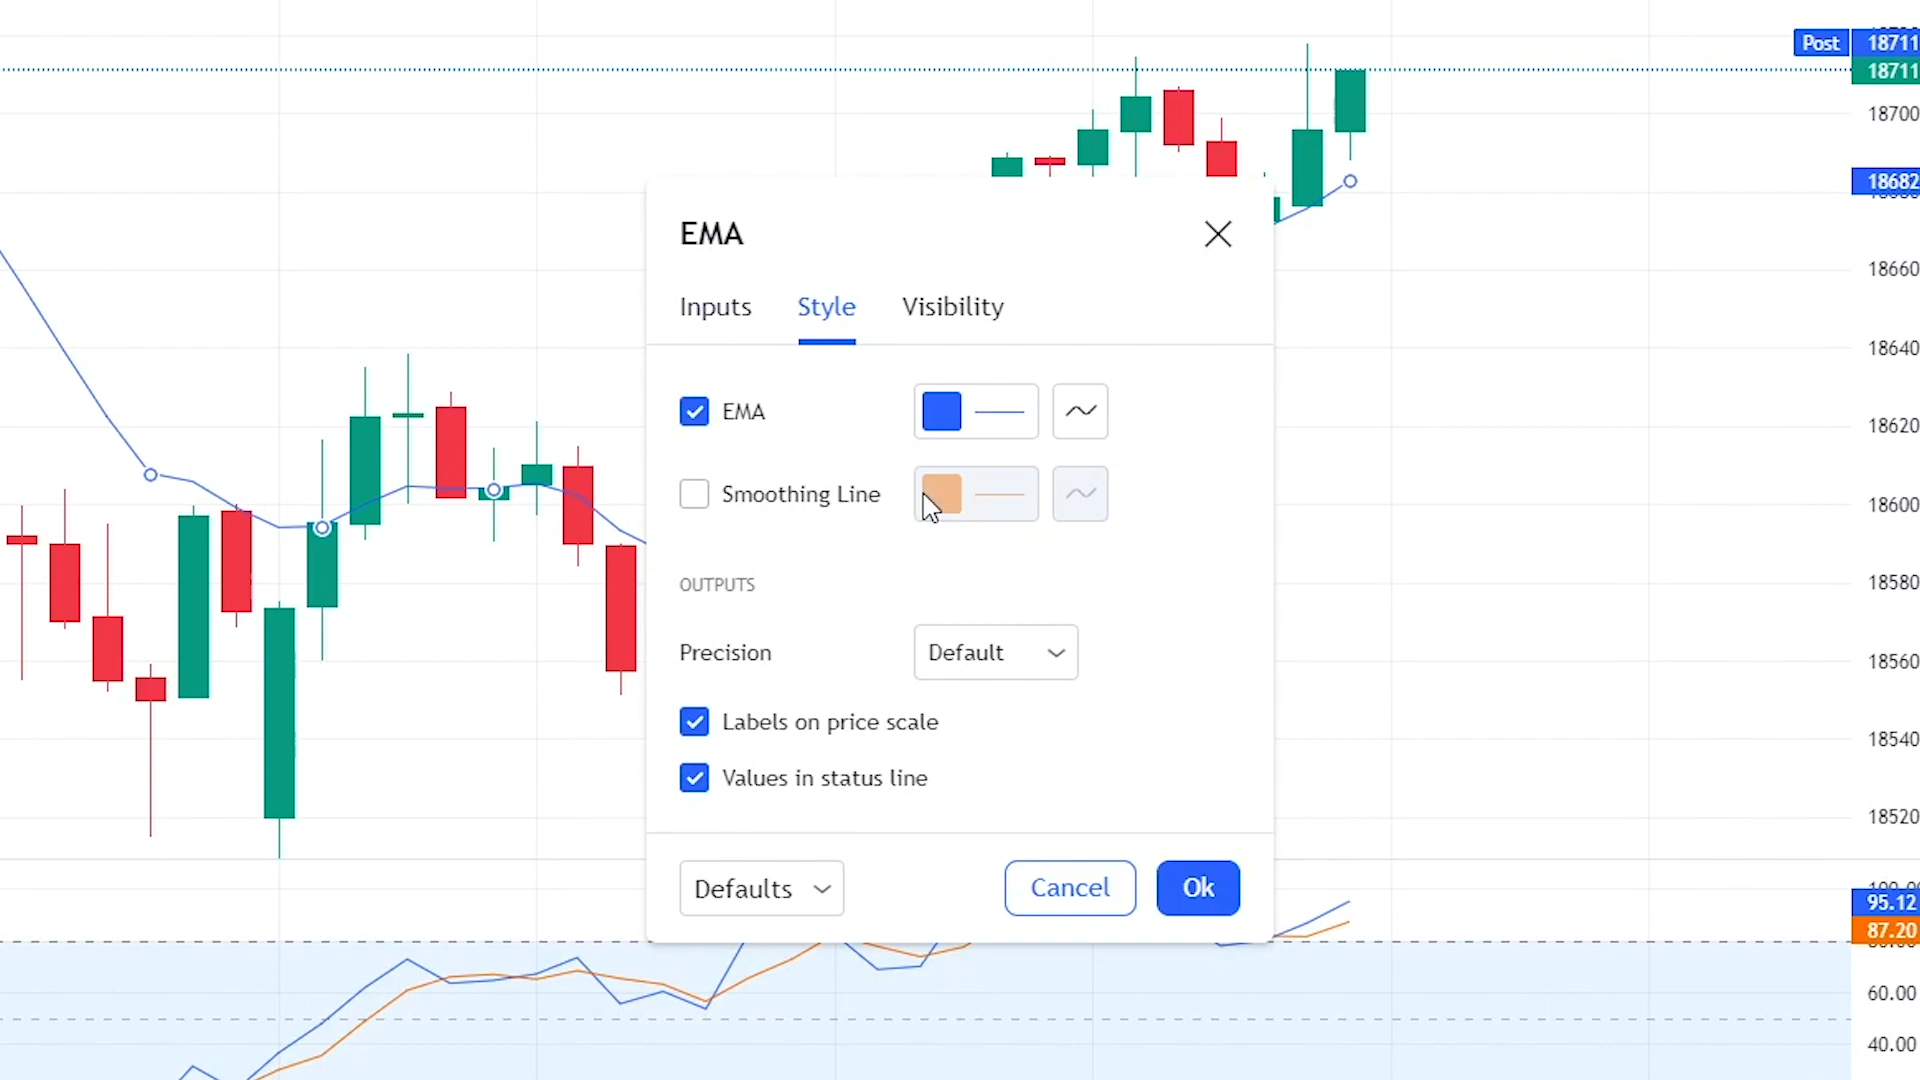 Post 18711
18711
18700
18682
EMA
Inputs Style Visibility
18660
18640
EMA
18620
Smoothing Line
18600
OUTPUTS
18580
Precision Default
18560
Labels on price scale
18540
Values in status line
18520
Defaults Cancel Ok
95.12
87.20
60.00
40.00